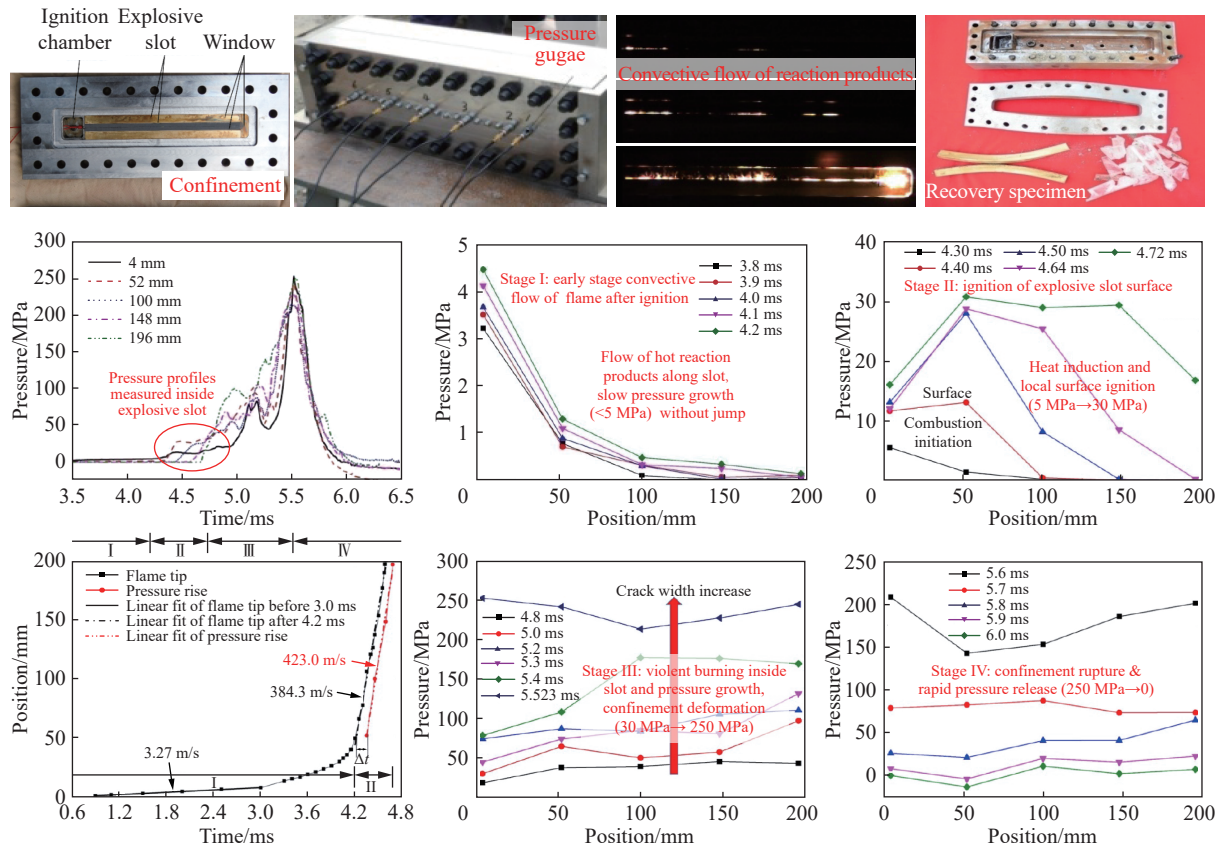 Ignition
chamber
Explosive
slot
Window
Confinement
Pressure
gugae
6
5
4
3
2
1
Convective flow of reaction products
Recovery specimen
300
250
200
150
100
50
0
Pressure/MPa
4 mm
52 mm
100 mm
148 mm
196 mm
Pressure profiles
measured inside
explosive slot
3.5
4.0
4.5
5.0
5.5
6.0
6.5
Time/ms
Ⅰ
Ⅱ
Ⅲ
Ⅳ
5
4
3
2
1
0
Pressure/MPa
Stage I: early stage convective
flow of flame after ignition
3.8 ms
3.9 ms
4.0 ms
4.1 ms
4.2 ms
Flow of hot reaction
products along slot,
slow pressure growth
(<5 MPa) without jump
0
50
100
150
200
Position/mm
40
30
20
10
0
Pressure/MPa
4.30 ms
4.40 ms
4.50 ms
4.64 ms
4.72 ms
Stage II: ignition of explosive slot surface
Heat induction and
local surface ignition
(5 MPa→30 MPa)
Surface
Combustion
initiation
0
50
100
150
200
Position/mm
200
150
100
50
0
Position/mm
Flame tip
Pressure rise
Linear fit of flame tip before 3.0 ms
Linear fit of flame tip after 4.2 ms
Linear fit of pressure rise
423.0 m/s
384.3 m/s
3.27 m/s
Δt
I
II
0.6
1.2
1.8
2.4
3.0
3.6
4.2
4.8
Time/ms
300
250
200
150
100
50
0
Pressure/MPa
Crack width increase
4.8 ms
5.0 ms
5.2 ms
5.3 ms
5.4 ms
5.523 ms
Stage III: violent burning inside
slot and pressure growth,
confinement deformation
(30 MPa→ 250 MPa)
0
50
100
150
200
Position/mm
250
200
150
100
50
0
Pressure/MPa
5.6 ms
5.7 ms
5.8 ms
5.9 ms
6.0 ms
Stage IV: confinement rupture &
rapid pressure release (250 MPa→0)
0
50
100
150
200
Position/mm